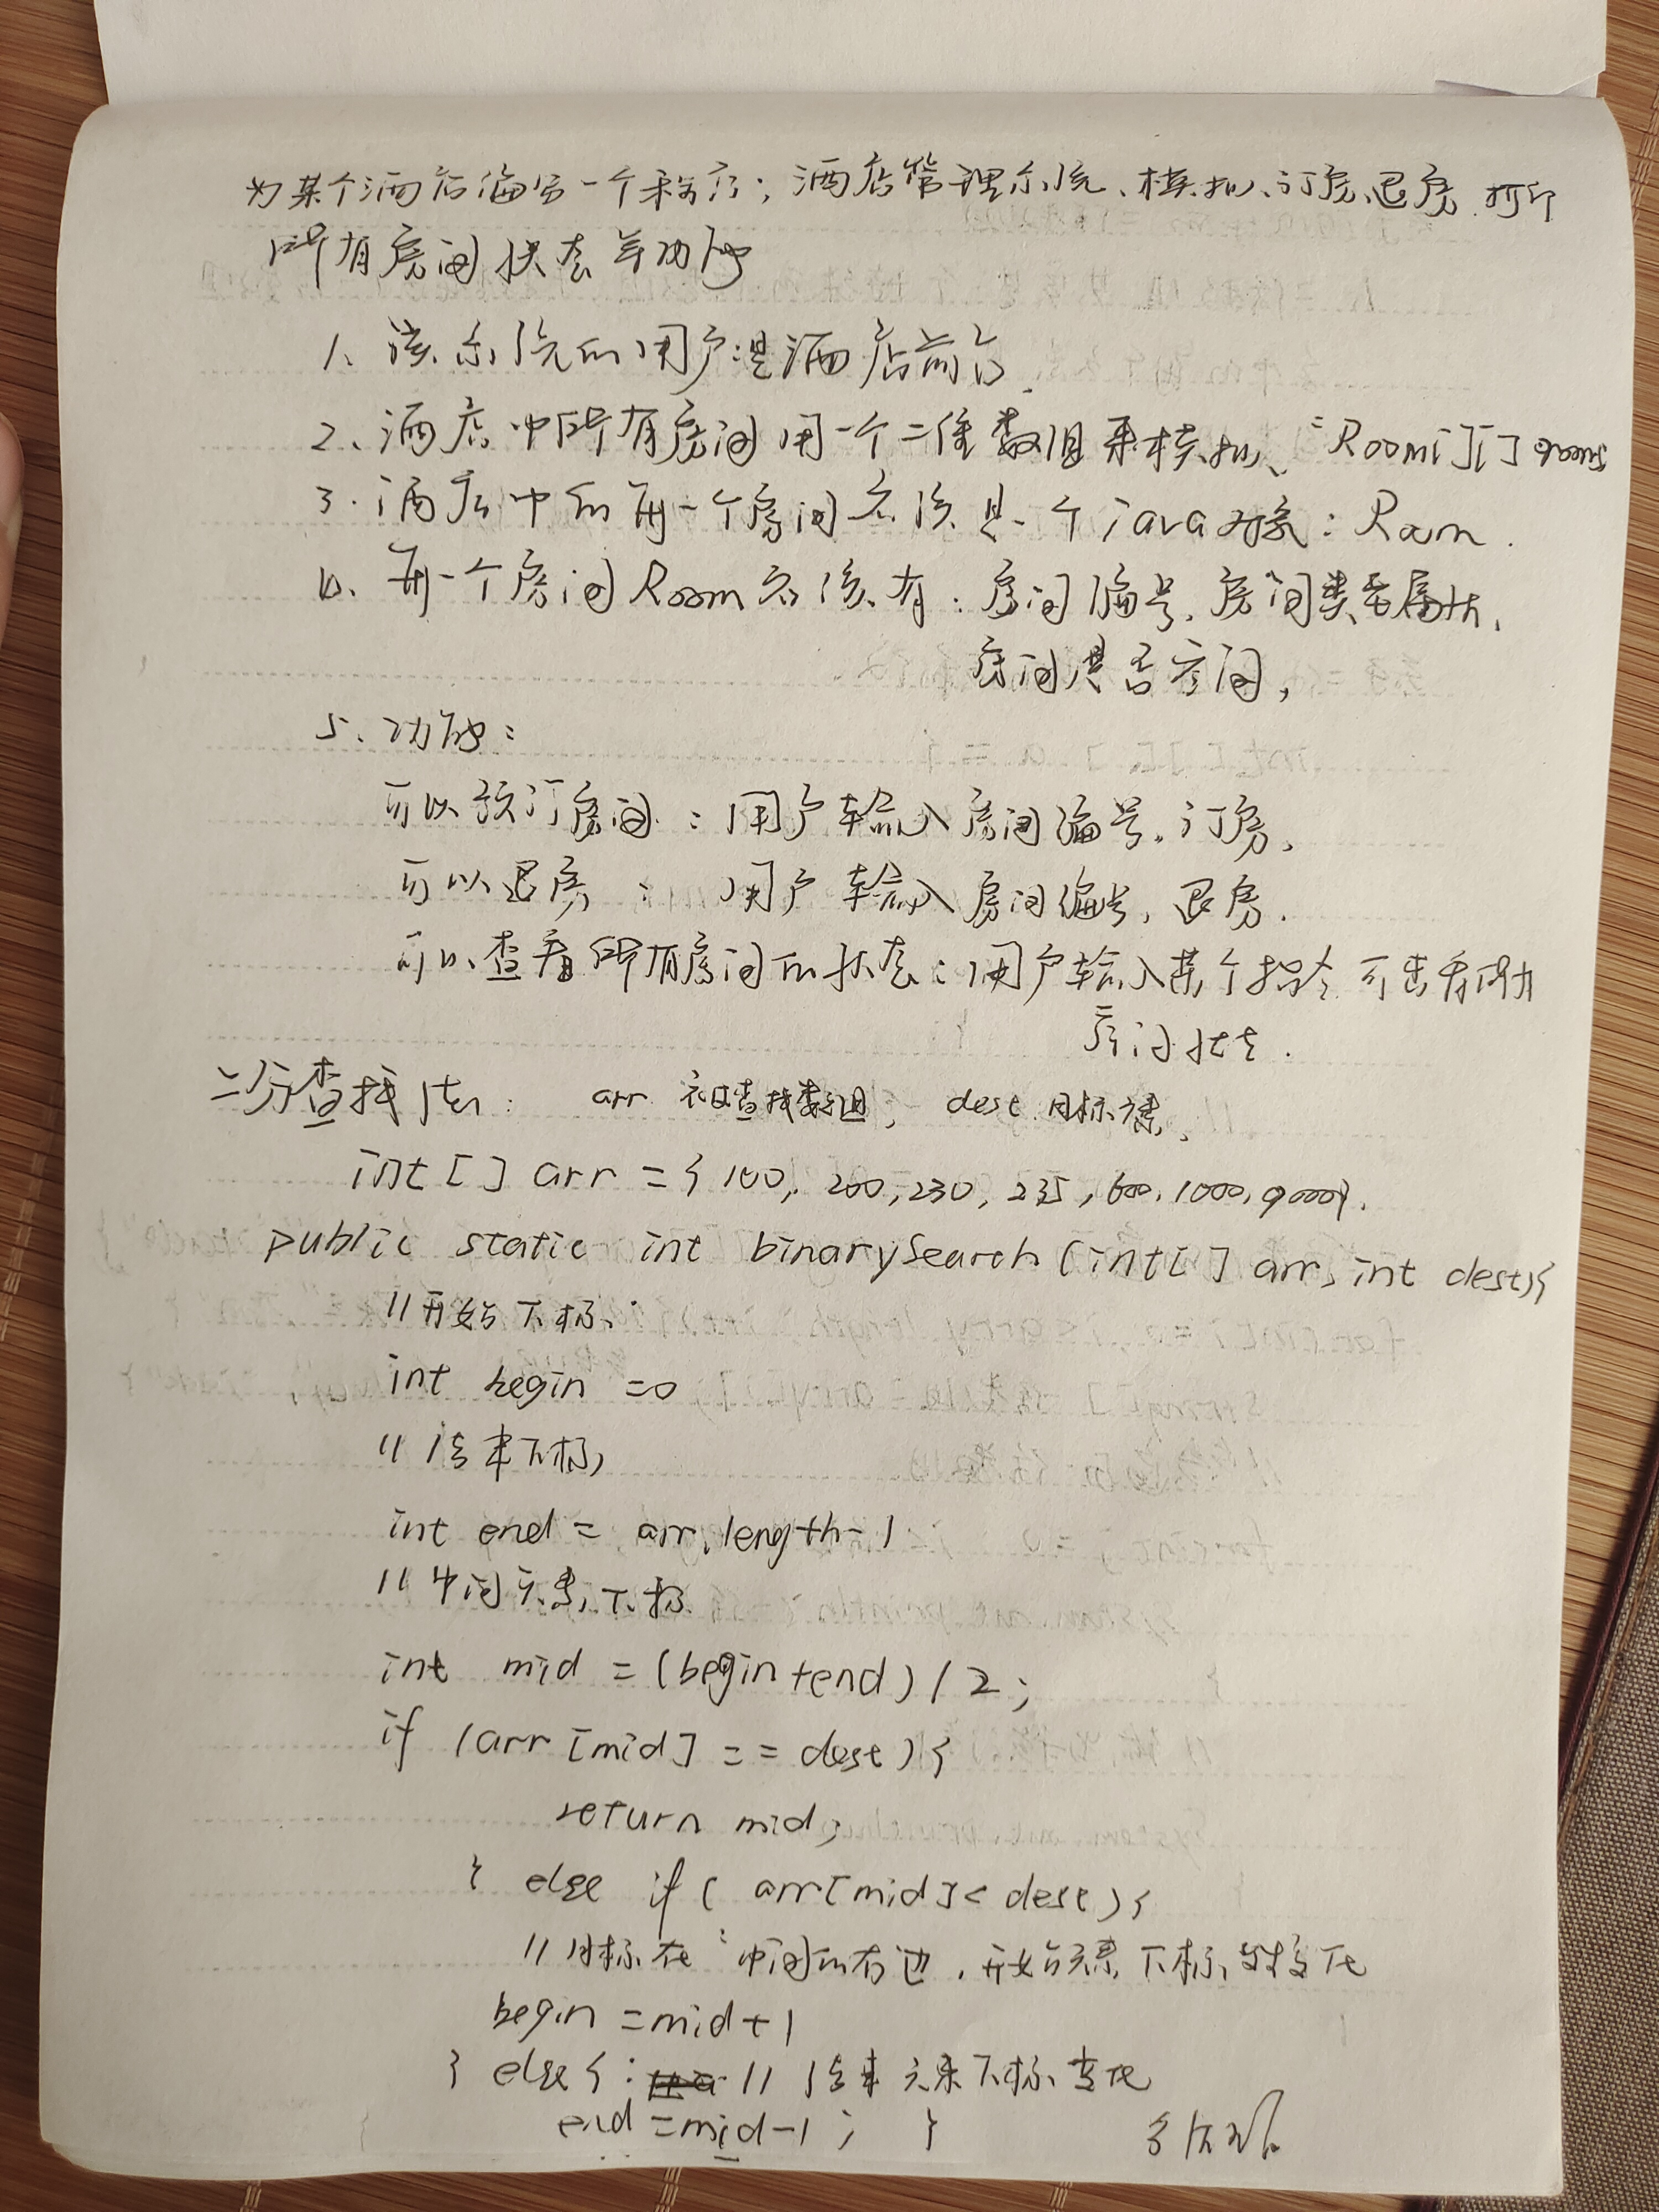 为某个酒店编写一个程序：酒店管理系统、模拟、订房、退房、打印
所有房间状态等功能
1、该系统的用户是酒店前台、
2、酒店中所有房间用一个二维数组来模拟、Room[][] rooms
3、酒店中的每一个房间应该是一个java对象：Room.
4、每一个房间Room应该有：房间编号、房间类型属性、
房间是否空闲,
5、功能：
可以预订房间：用户输入房间编号、订房、
可以退房：用户输入房间编号、退房.
可以查看所有房间的状态：用户输入某个指令可查看所有
房间状态.
二分查找法：arr 被查找数组, dest 目标元素、
int[] arr = { 100, 200, 230, 235, 600, 1000, 9000}.
public static int binarySearch (int[] arr, int dest){
//开始下标、
int begin =0
//结束下标、
int end = arr.length-1
//中间元素下标
int mid = (begin+end) / 2;
if (arr[mid] == dest){
return mid;
} else if ( arr[mid] < dest){
//目标在 中间的右边、开始元素下标发生变化
begin = mid+1
} else{ // 结束元素下标变化
end = mid-1; }